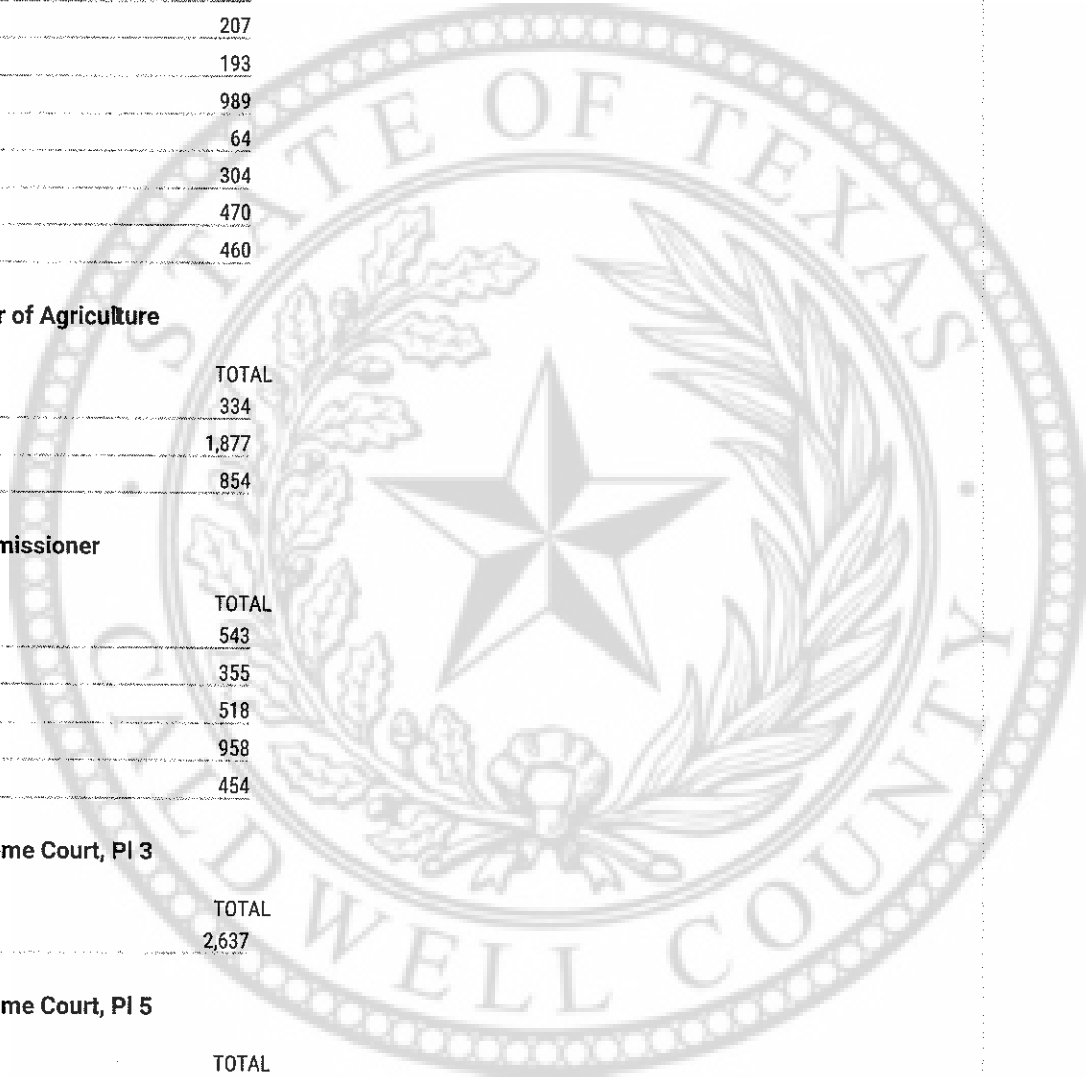 207
193
989
64
304
470
460
r of Agriculture
TOTAL
334
1,877
854
missioner
TOTAL
543
355
518
958
454
me Court, Pl 3
TOTAL
2,637
me Court, Pl 5
TOTAL
STATE OF TEXAS
CALDWELL COUNTY